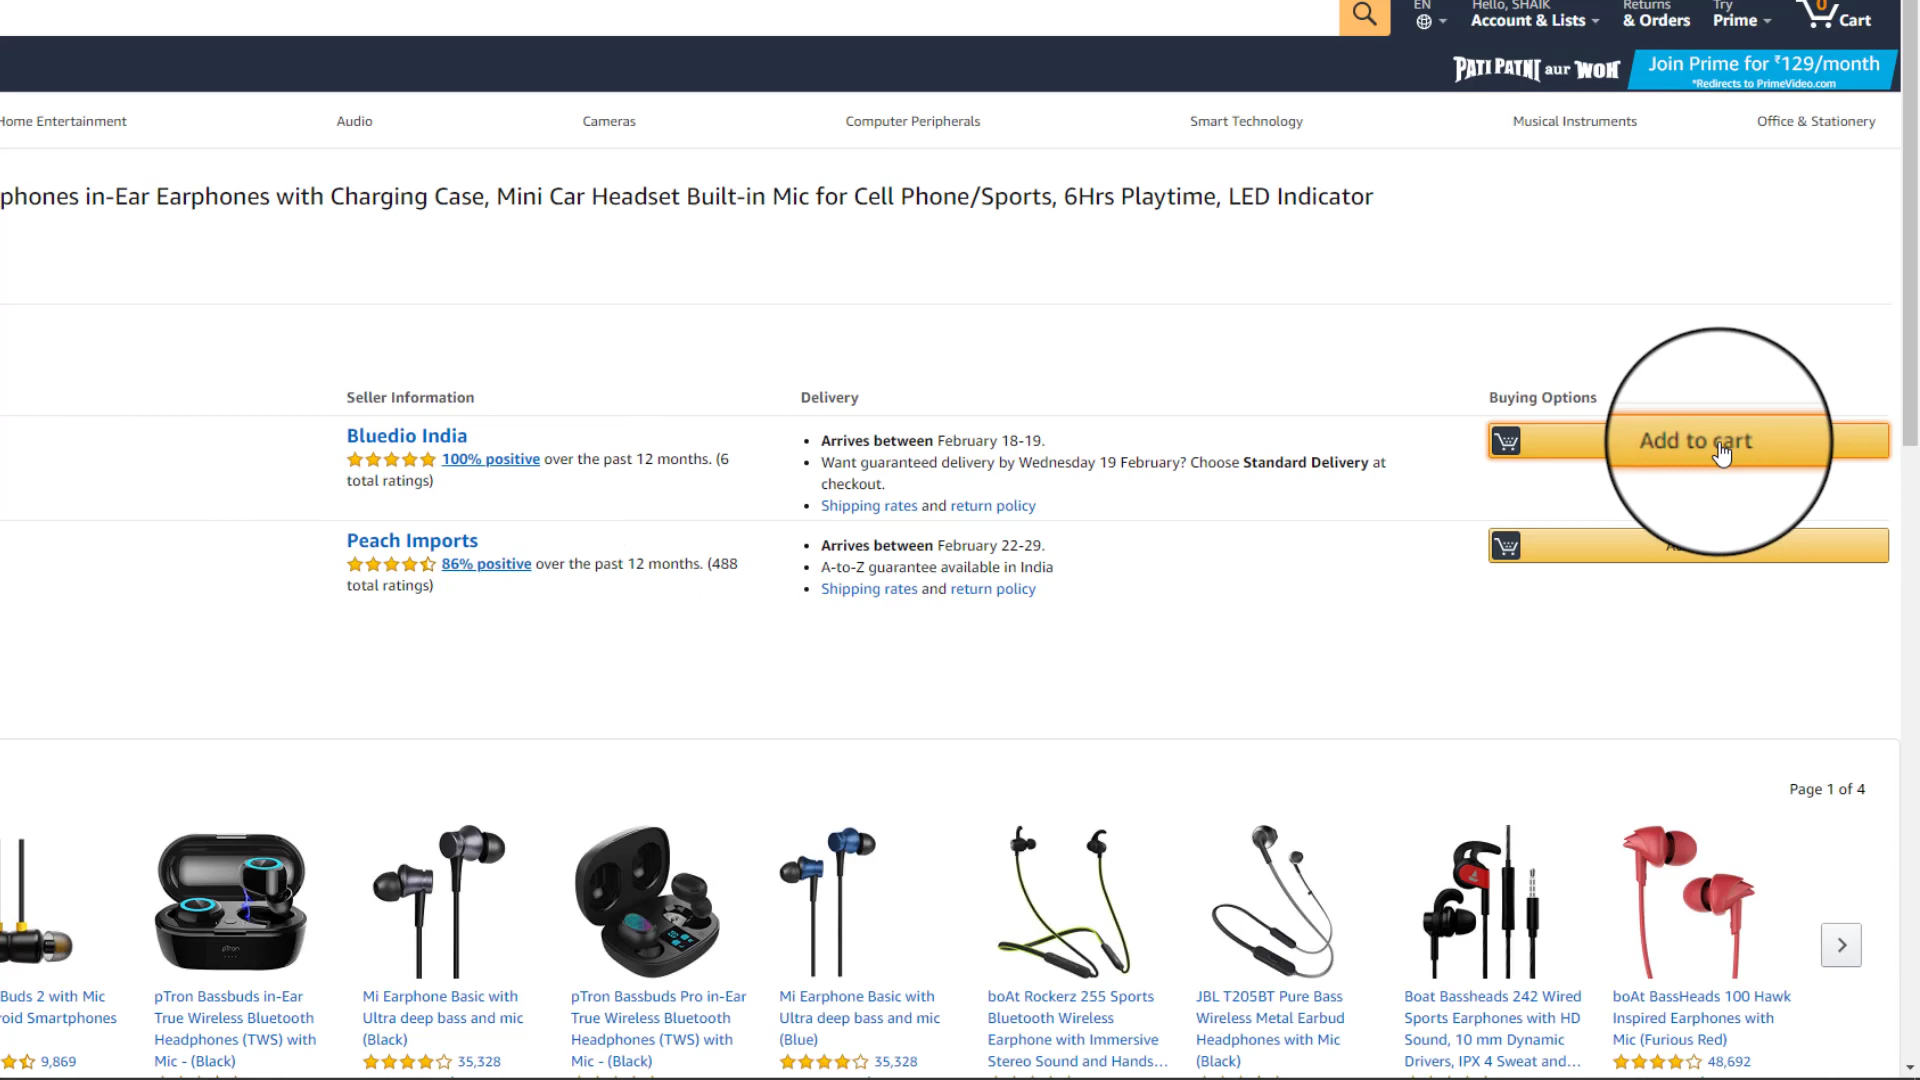 EN
Hello, SHAIK
Account & Lists
Returns
& Orders
Try
Prime
0
Cart
PATI PATNI aur WOH
Join Prime for ₹129/month
*Redirects to PrimeVideo.com
Home Entertainment
Audio
Cameras
Computer Peripherals
Smart Technology
Musical Instruments
Office & Stationery
phones in-Ear Earphones with Charging Case, Mini Car Headset Built-in Mic for Cell Phone/Sports, 6Hrs Playtime, LED Indicator
Seller Information
Delivery
Buying Options
Bluedio India
100% positive over the past 12 months. (6
total ratings)
• Arrives between February 18-19.
• Want guaranteed delivery by Wednesday 19 February? Choose Standard Delivery at
checkout.
• Shipping rates and return policy
Add to cart
Peach Imports
86% positive over the past 12 months. (488
total ratings)
• Arrives between February 22-29.
• A-to-Z guarantee available in India
• Shipping rates and return policy
Page 1 of 4
pTron
Buds 2 with Mic
roid Smartphones
9,869
pTron Bassbuds in-Ear
True Wireless Bluetooth
Headphones (TWS) with
Mic - (Black)
Mi Earphone Basic with
Ultra deep bass and mic
(Black)
35,328
pTron Bassbuds Pro in-Ear
True Wireless Bluetooth
Headphones (TWS) with
Mic - (Black)
Mi Earphone Basic with
Ultra deep bass and mic
(Blue)
35,328
boAt Rockerz 255 Sports
Bluetooth Wireless
Earphone with Immersive
Stereo Sound and Hands...
JBL T205BT Pure Bass
Wireless Metal Earbud
Headphones with Mic
(Black)
Boat Bassheads 242 Wired
Sports Earphones with HD
Sound, 10 mm Dynamic
Drivers, IPX 4 Sweat and...
boAt BassHeads 100 Hawk
Inspired Earphones with
Mic (Furious Red)
48,692